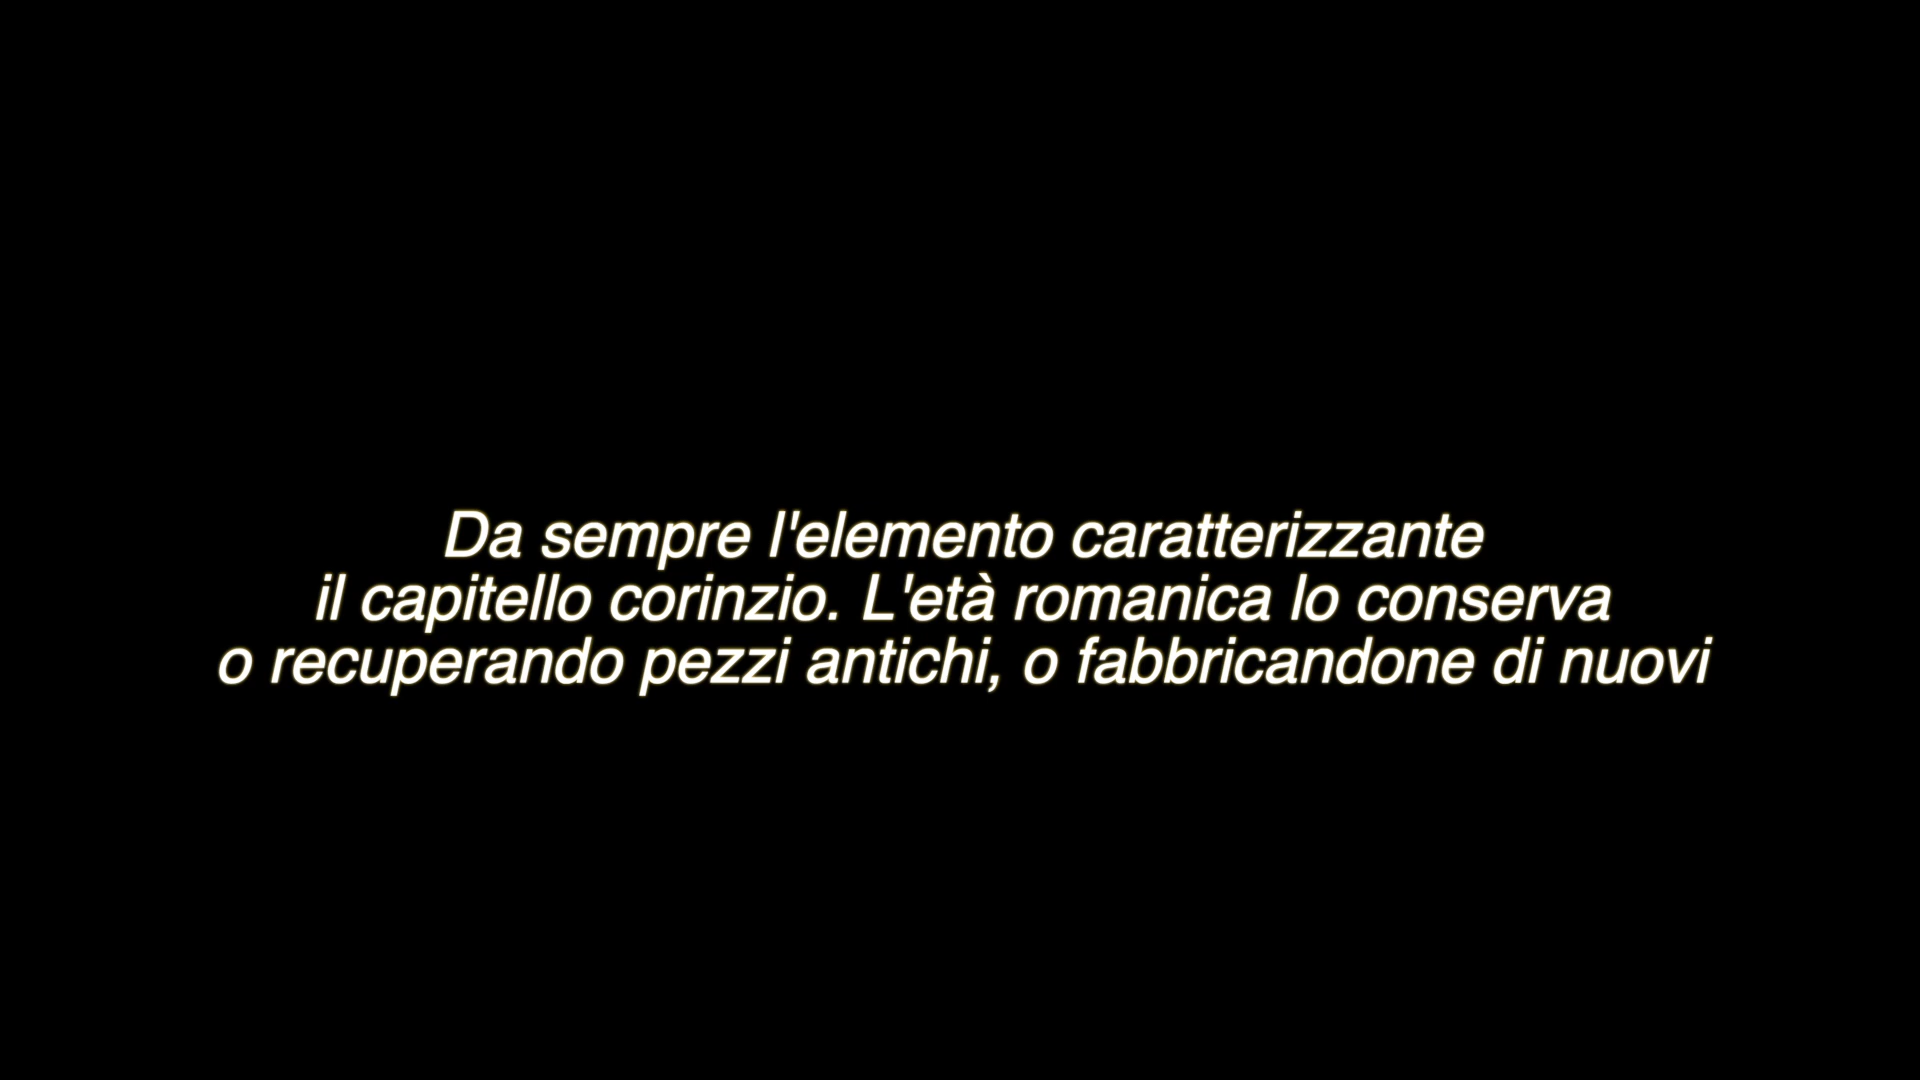 Da sempre l'elemento caratterizzante
il capitello corinzio. L'età romanica lo conserva
o recuperando pezzi antichi, o fabbricandone di nuovi